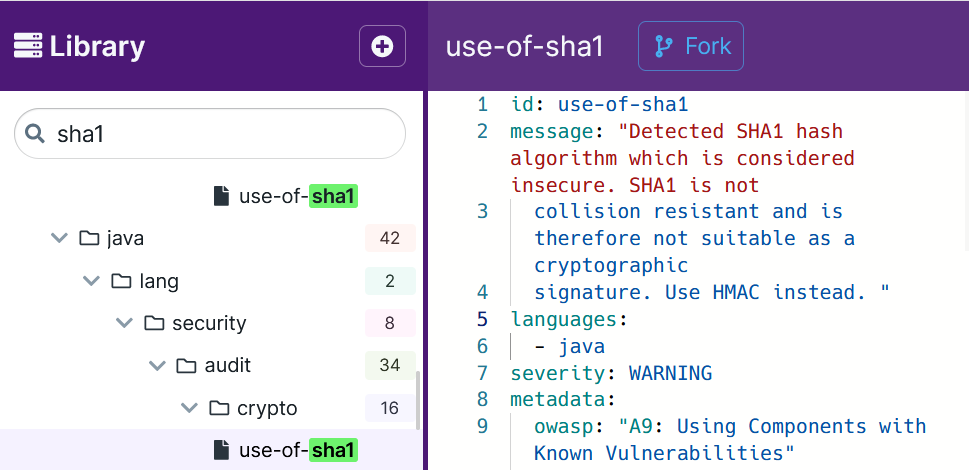 Library
sha1
use-of-sha1
java 42
lang 2
security 8
audit 34
crypto 16
use-of-sha1
use-of-sha1 Fork
1 id: use-of-sha1
2 message: "Detected SHA1 hash
algorithm which is considered
insecure. SHA1 is not
3 collision resistant and is
therefore not suitable as a
cryptographic
4 signature. Use HMAC instead. "
5 languages:
6 - java
7 severity: WARNING
8 metadata:
9 owasp: "A9: Using Components with
Known Vulnerabilities"